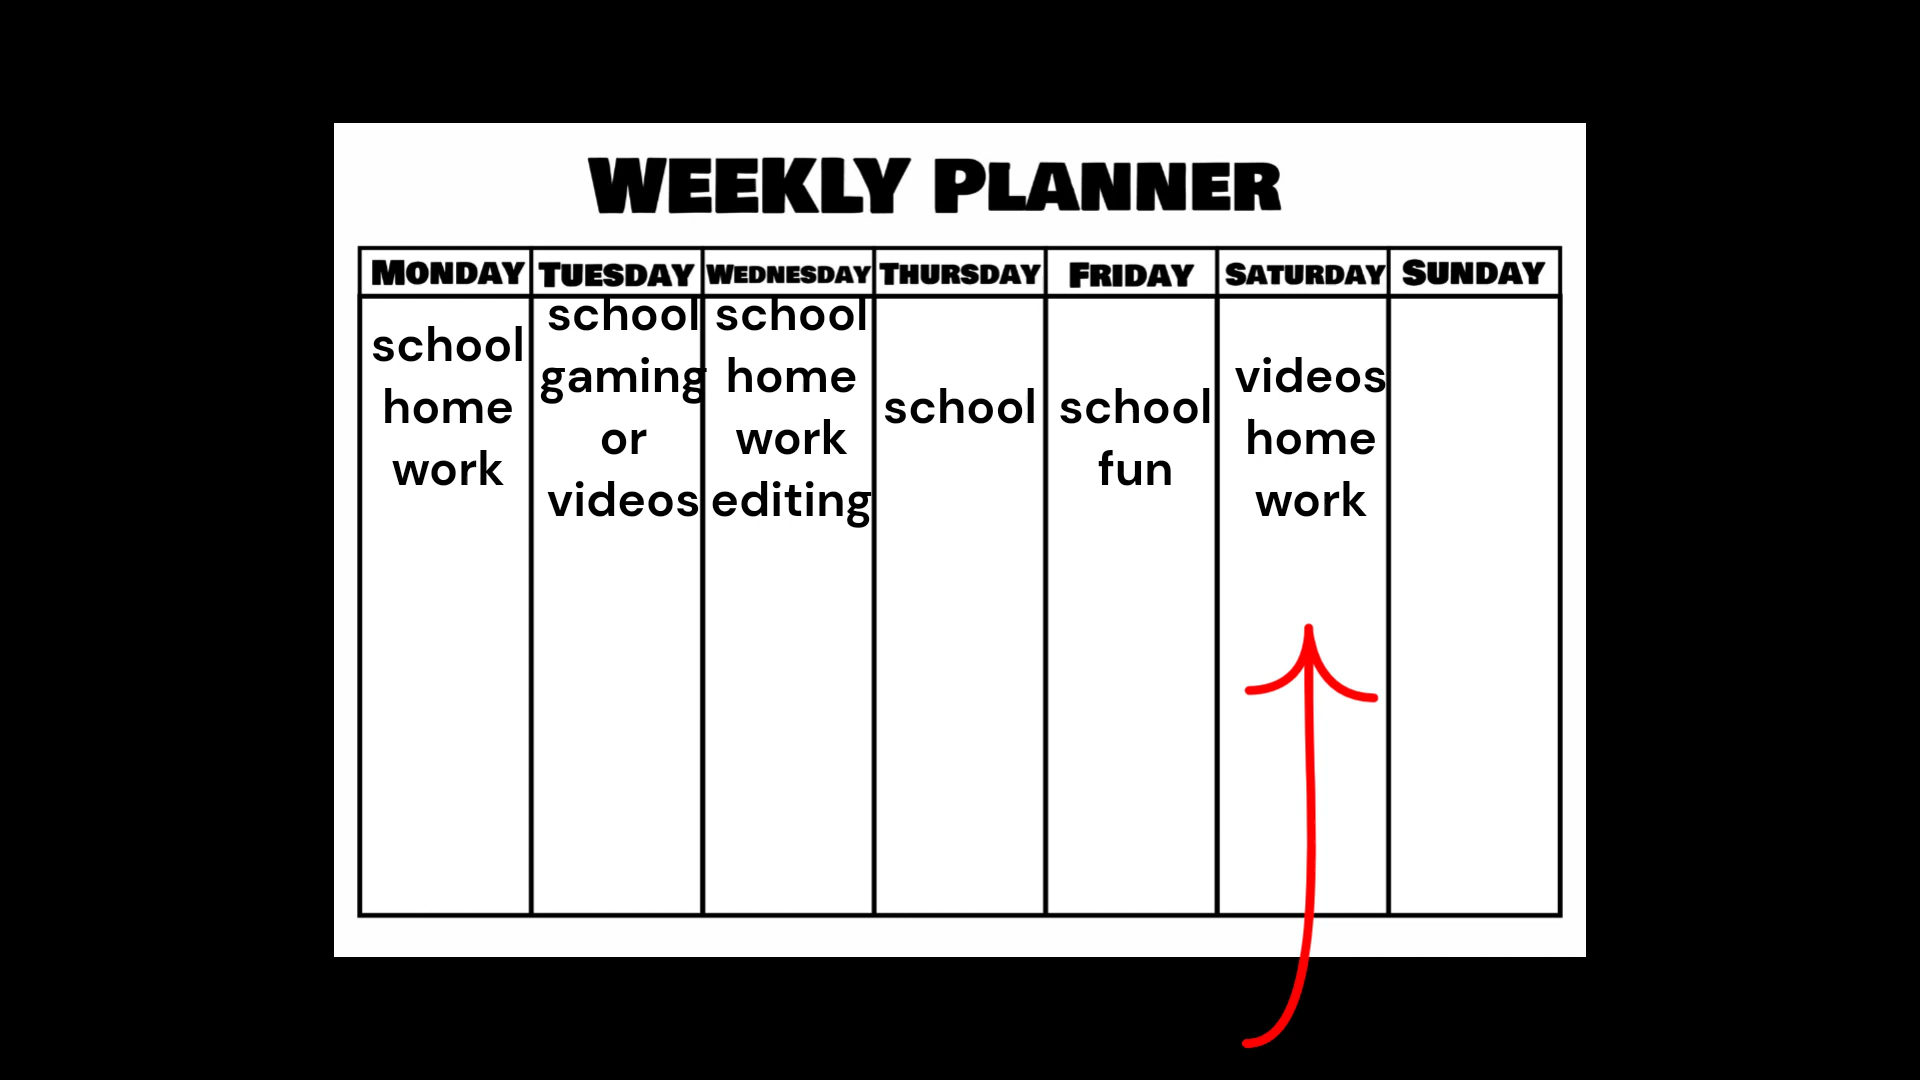 WEEKLY PLANNER
MONDAY TUESDAY WEDNESDAY THURSDAY FRIDAY SATURDAY SUNDAY
school
home
work
school
gaming
or
videos
school
home
work
editing
school
school
fun
videos
home
work